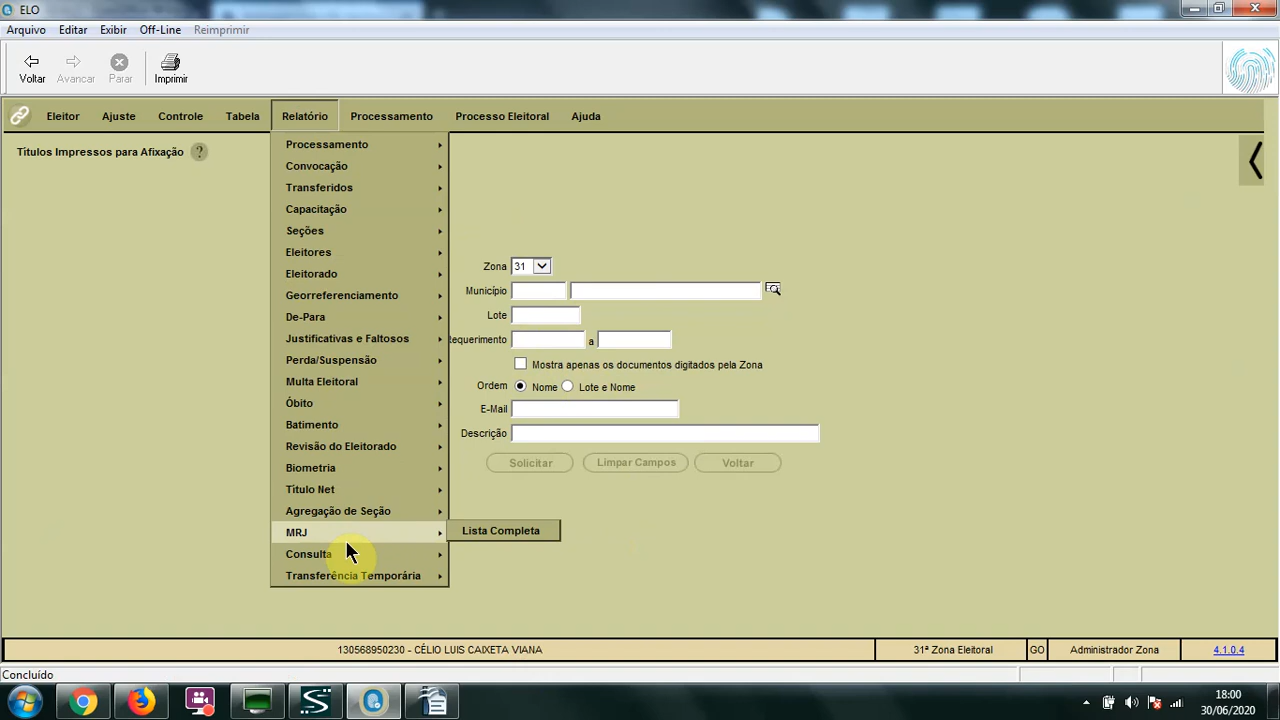 ELO
Arquivo Editar Exibir Off-Line Reimprimir
Voltar Avancar Parar Imprimir
Eleitor Ajuste Controle Tabela Relatório Processamento Processo Eleitoral Ajuda
Títulos Impressos para Afixação ?
Processamento
Convocação
Transferidos
Capacitação
Seções
Eleitores
Eleitorado
Georreferenciamento
De-Para
Justificativas e Faltosos
Perda/Suspensão
Multa Eleitoral
Óbito
Batimento
Revisão do Eleitorado
Biometria
Título Net
Agregação de Seção
MRJ
Consulta
Transferência Temporária
Lista Completa
Zona 31
Município
Lote
equerimento a
Mostra apenas os documentos digitados pela Zona
Ordem Nome Lote e Nome
E-Mail
Descrição
Solicitar Limpar Campos Voltar
130568950230 - CÉLIO LUIS CAIXETA VIANA 31ª Zona Eleitoral GO Administrador Zona 4.1.0.4
Concluído
18:00
30/06/2020